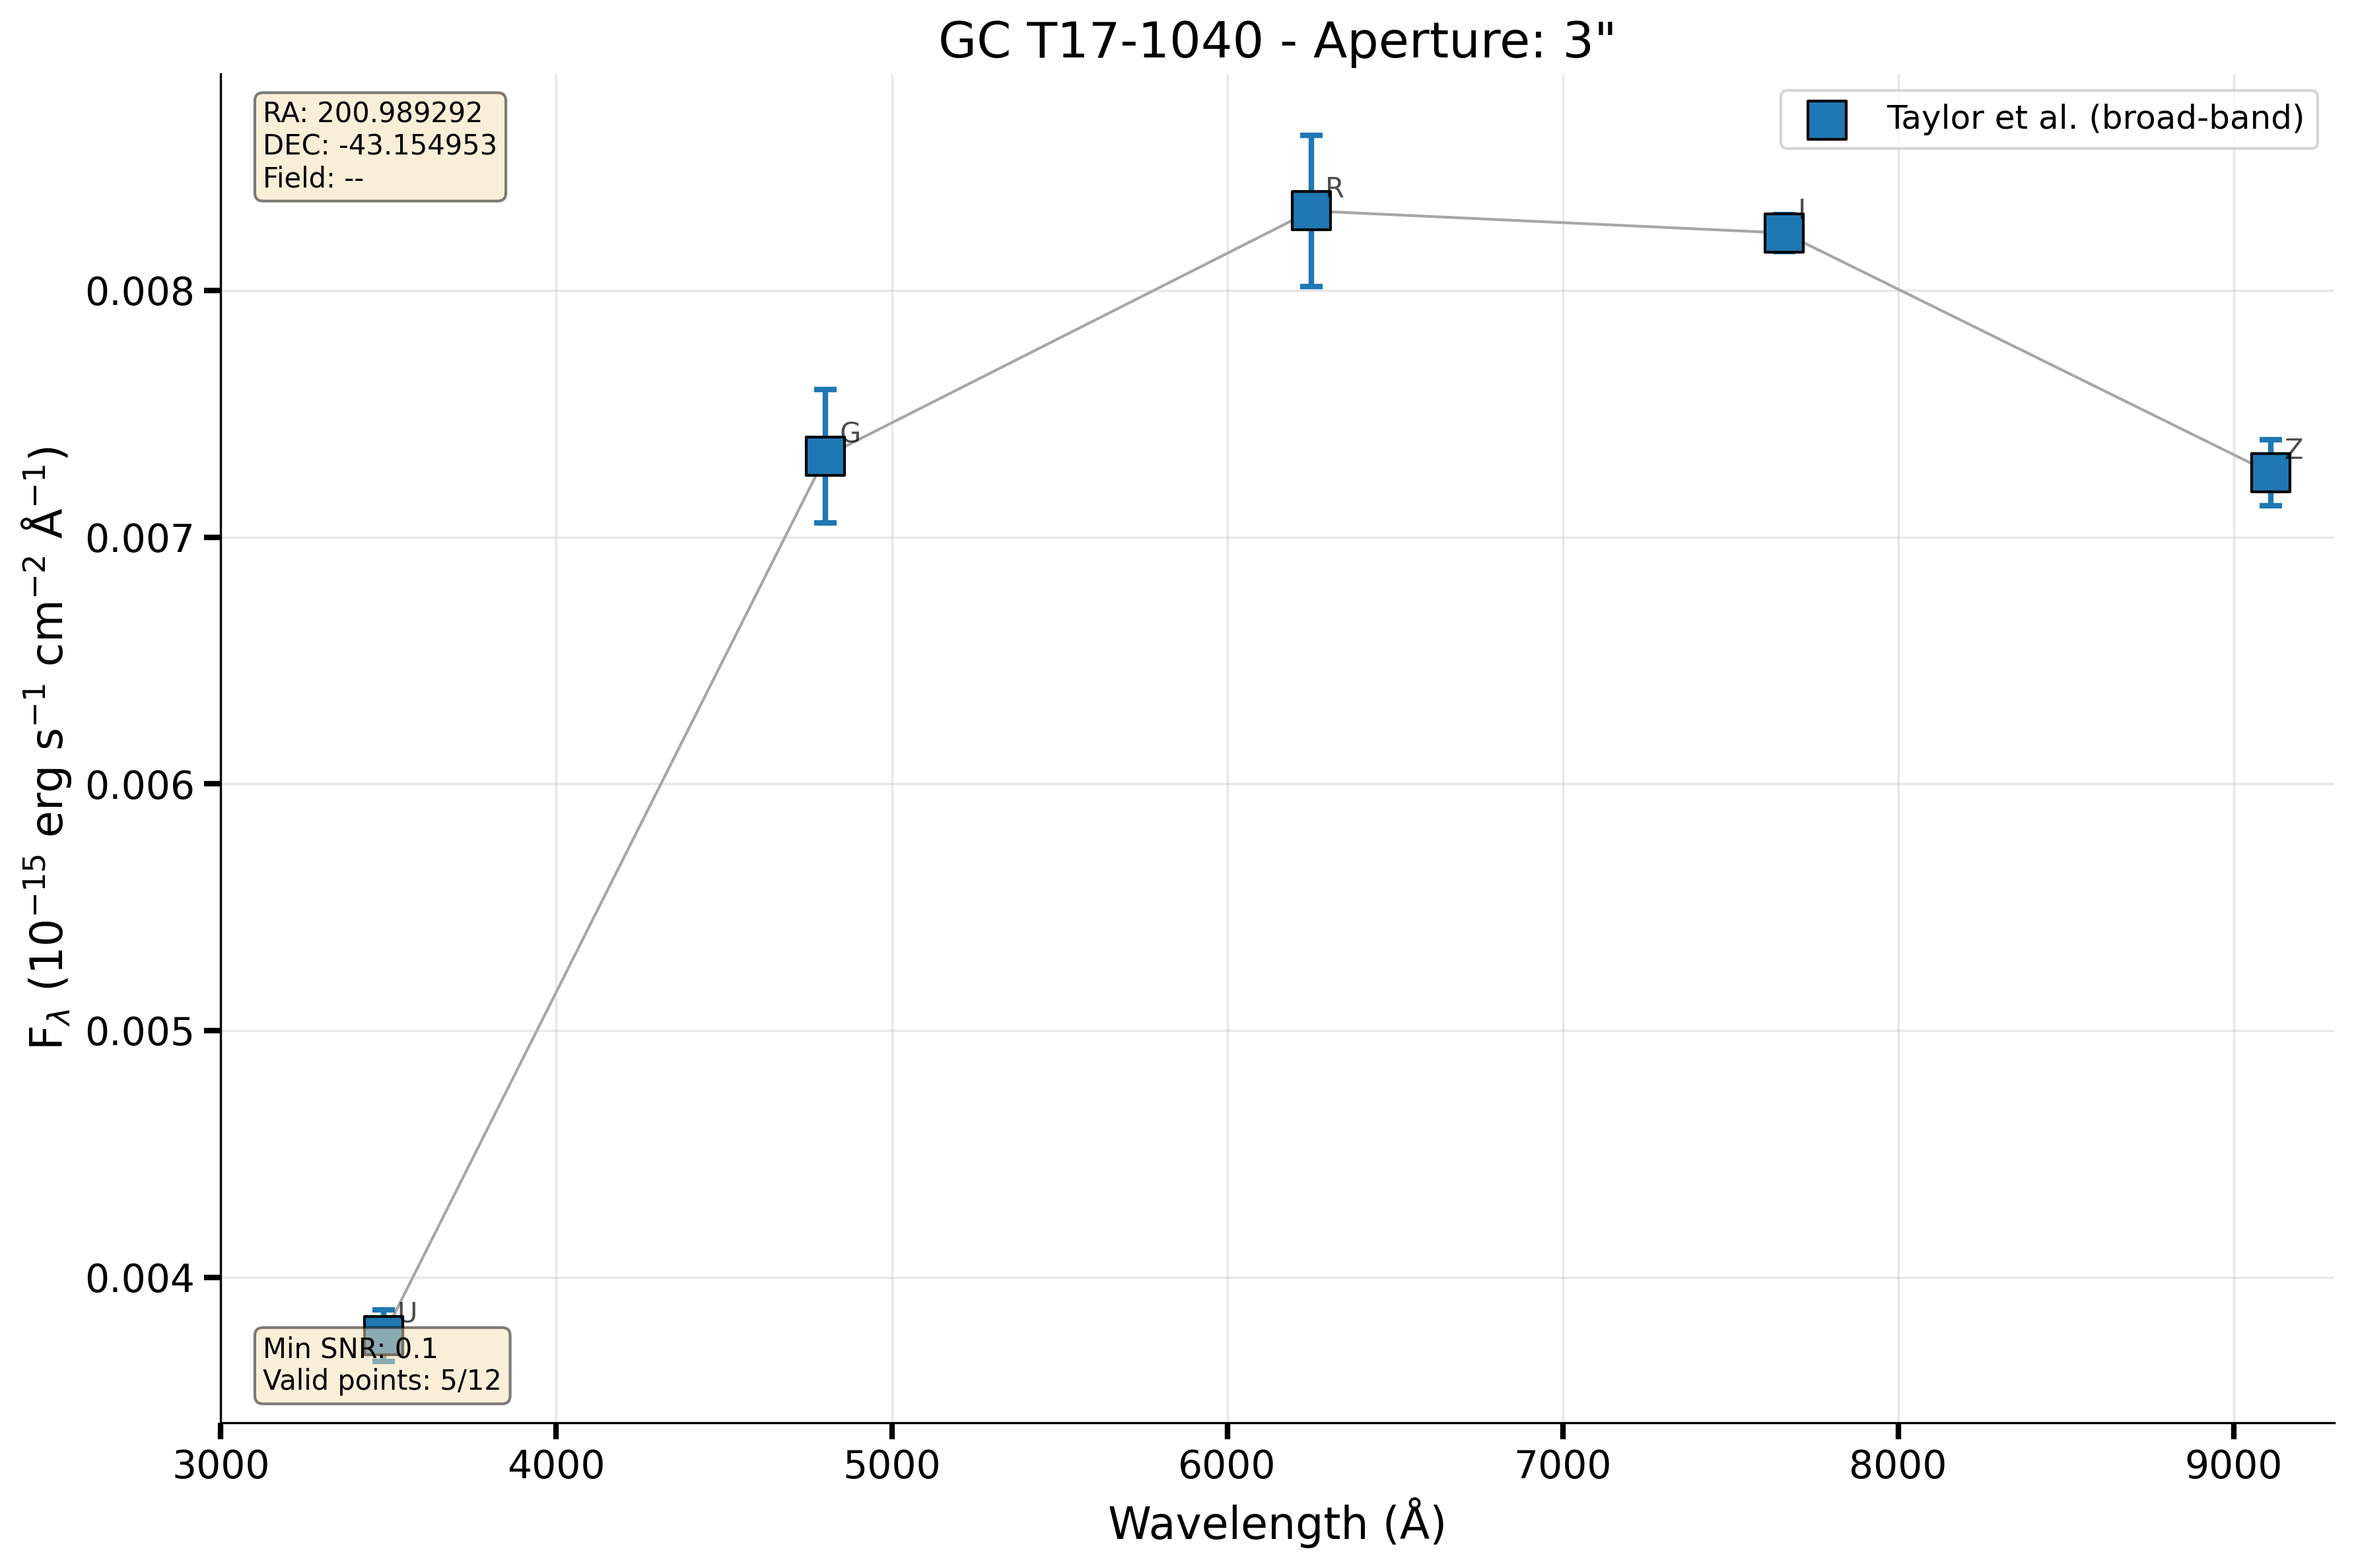 GC T17-1040 - Aperture: 3"
RA: 200.989292
DEC: -43.154953
Field: --
Taylor et al. (broad-band)
R
I
G
Z
U
Min SNR: 0.1
Valid points: 5/12
0.008
0.007
0.006
0.005
0.004
F_λ (10⁻¹⁵ erg s⁻¹ cm⁻² Å⁻¹)
3000 4000 5000 6000 7000 8000 9000
Wavelength (Å)